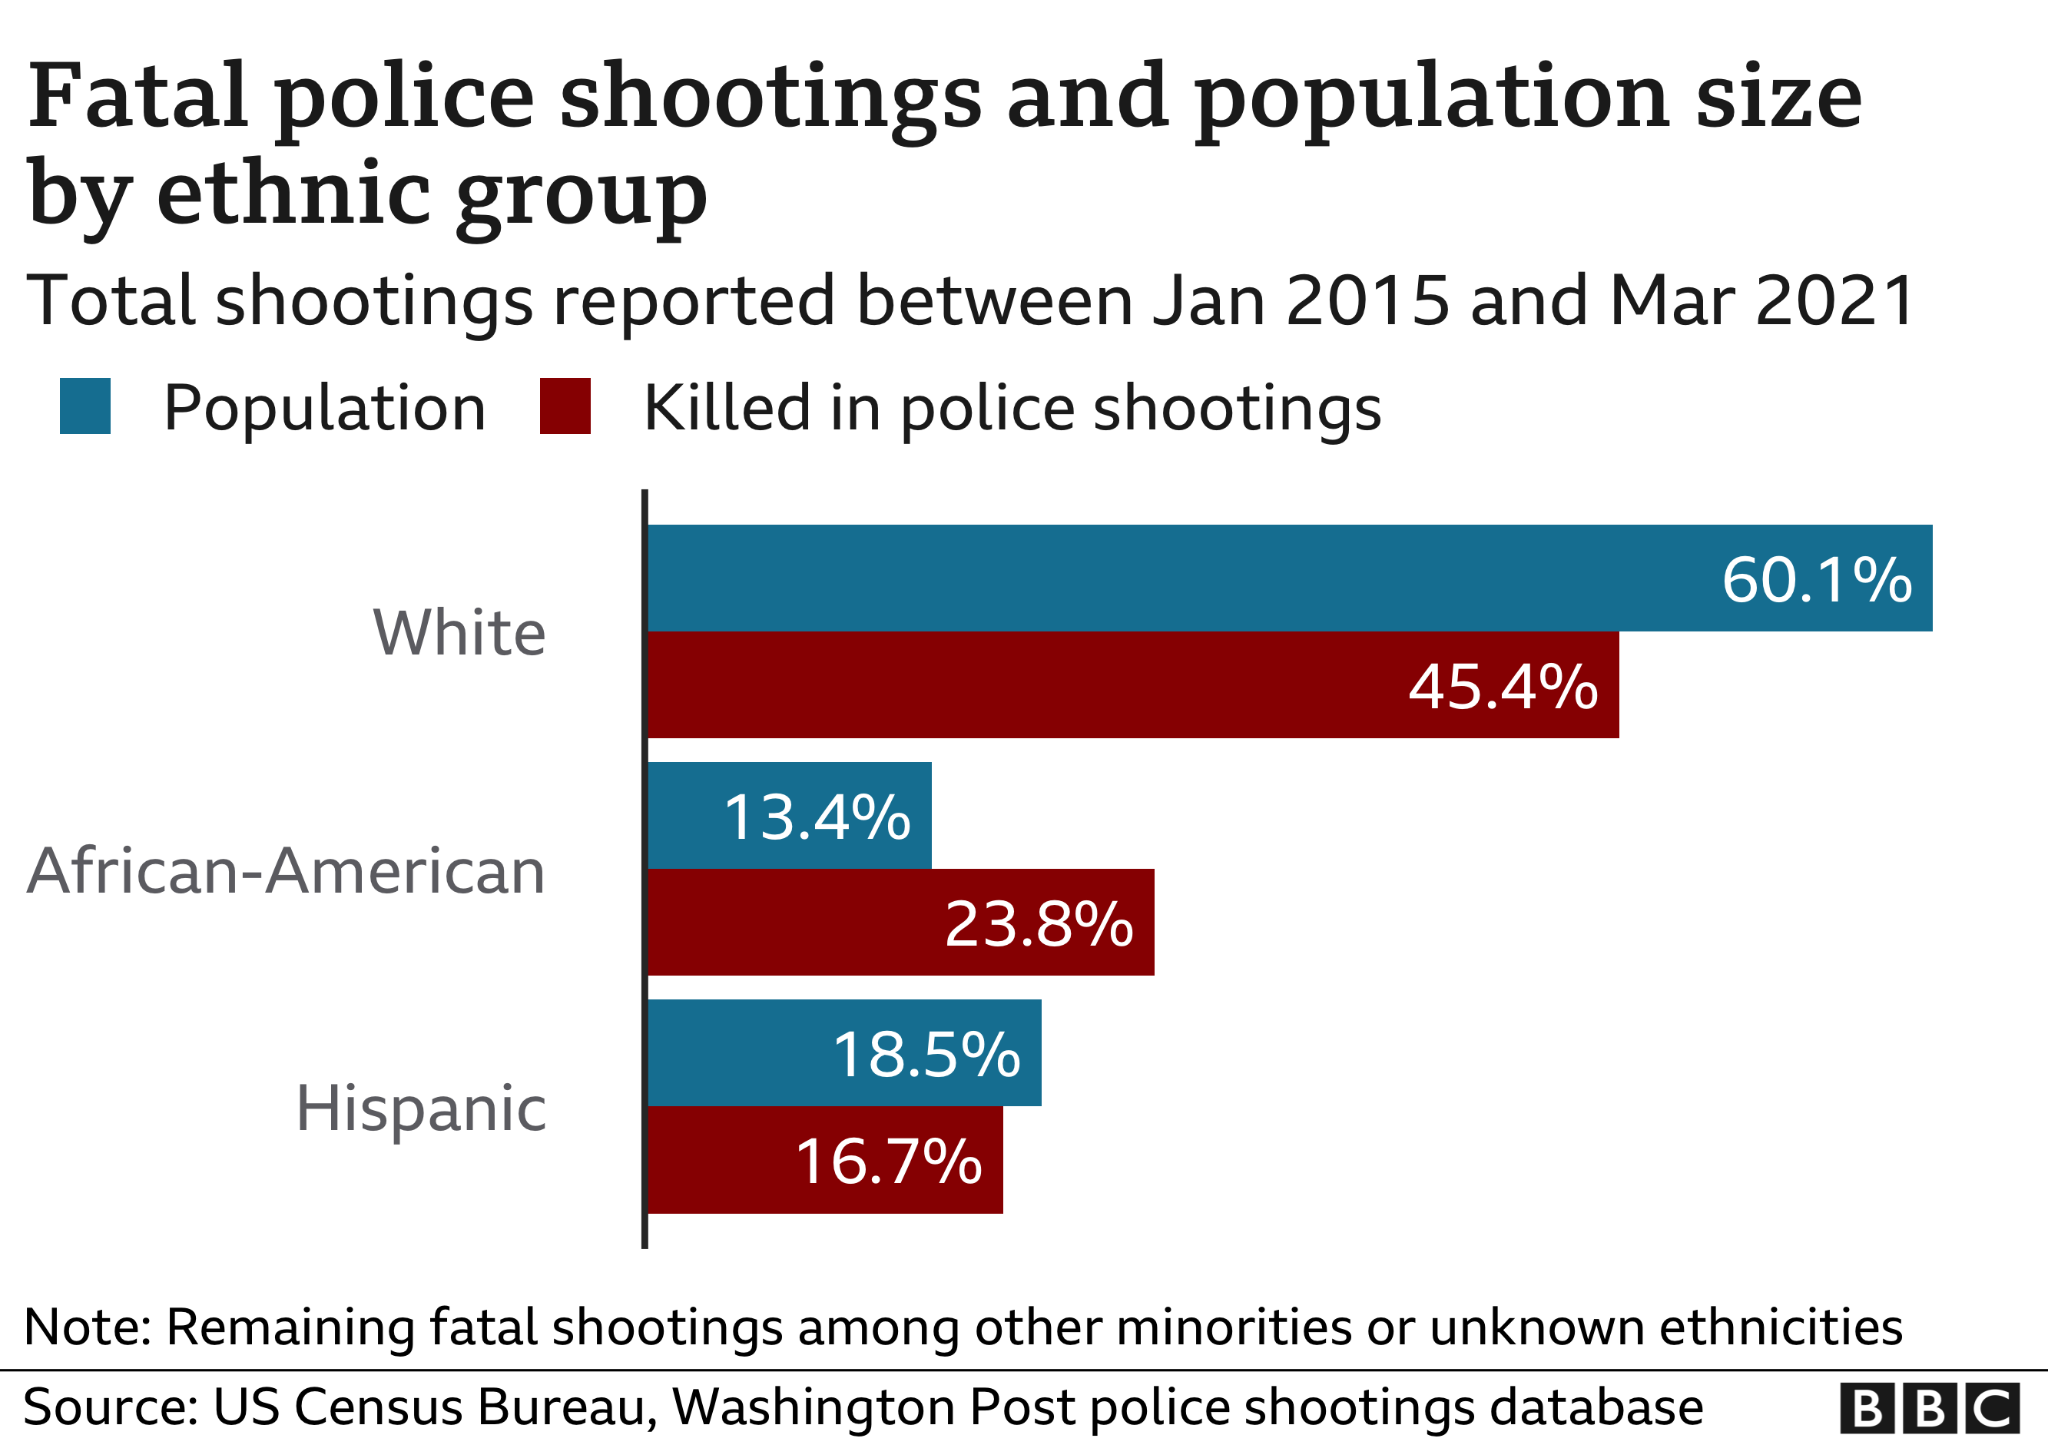 Fatal police shootings and population size
by ethnic group
Total shootings reported between Jan 2015 and Mar 2021
Population Killed in police shootings
60.1%
White
45.4%
13.4%
African-American
23.8%
18.5%
Hispanic
16.7%
Note: Remaining fatal shootings among other minorities or unknown ethnicities
Source: US Census Bureau, Washington Post police shootings database
BBC